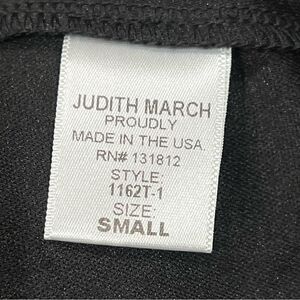 JUDITH MARCH
PROUDLY
MADE IN THE USA
RN# 131812
STYLE:
1162T-1
SIZE:
SMALL